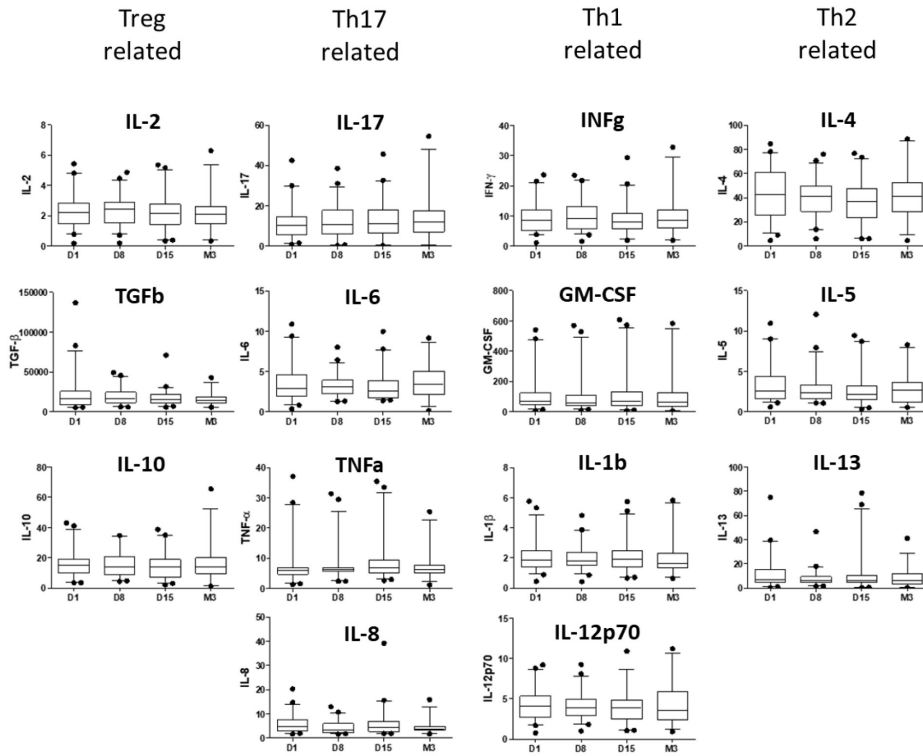 Treg
related
Th17
related
Th1
related
Th2
related
IL-2
IL-2
8
6
4
2
0
D1 D8 D15 M3
IL-17
IL-17
60
40
20
0
D1 D8 D15 M3
INFg
IFN-γ
40
30
20
10
0
D1 D8 D15 M3
IL-4
IL-4
100
80
60
40
20
0
D1 D8 D15 M3
TGFb
TGF-β
150000
100000
50000
0
D1 D8 D15 M3
IL-6
IL-6
15
10
5
0
D1 D8 D15 M3
GM-CSF
GM-CSF
800
600
400
200
0
D1 D8 D15 M3
IL-5
IL-5
15
10
5
0
D1 D8 D15 M3
IL-10
IL-10
80
60
40
20
0
D1 D8 D15 M3
TNFa
TNF-α
40
30
20
10
0
D1 D8 D15 M3
IL-1b
IL-1β
8
6
4
2
0
D1 D8 D15 M3
IL-13
IL-13
100
80
60
40
20
0
D1 D8 D15 M3
IL-8
IL-8
50
40
30
20
10
0
D1 D8 D15 M3
IL-12p70
IL-12p70
15
10
5
0
D1 D8 D15 M3